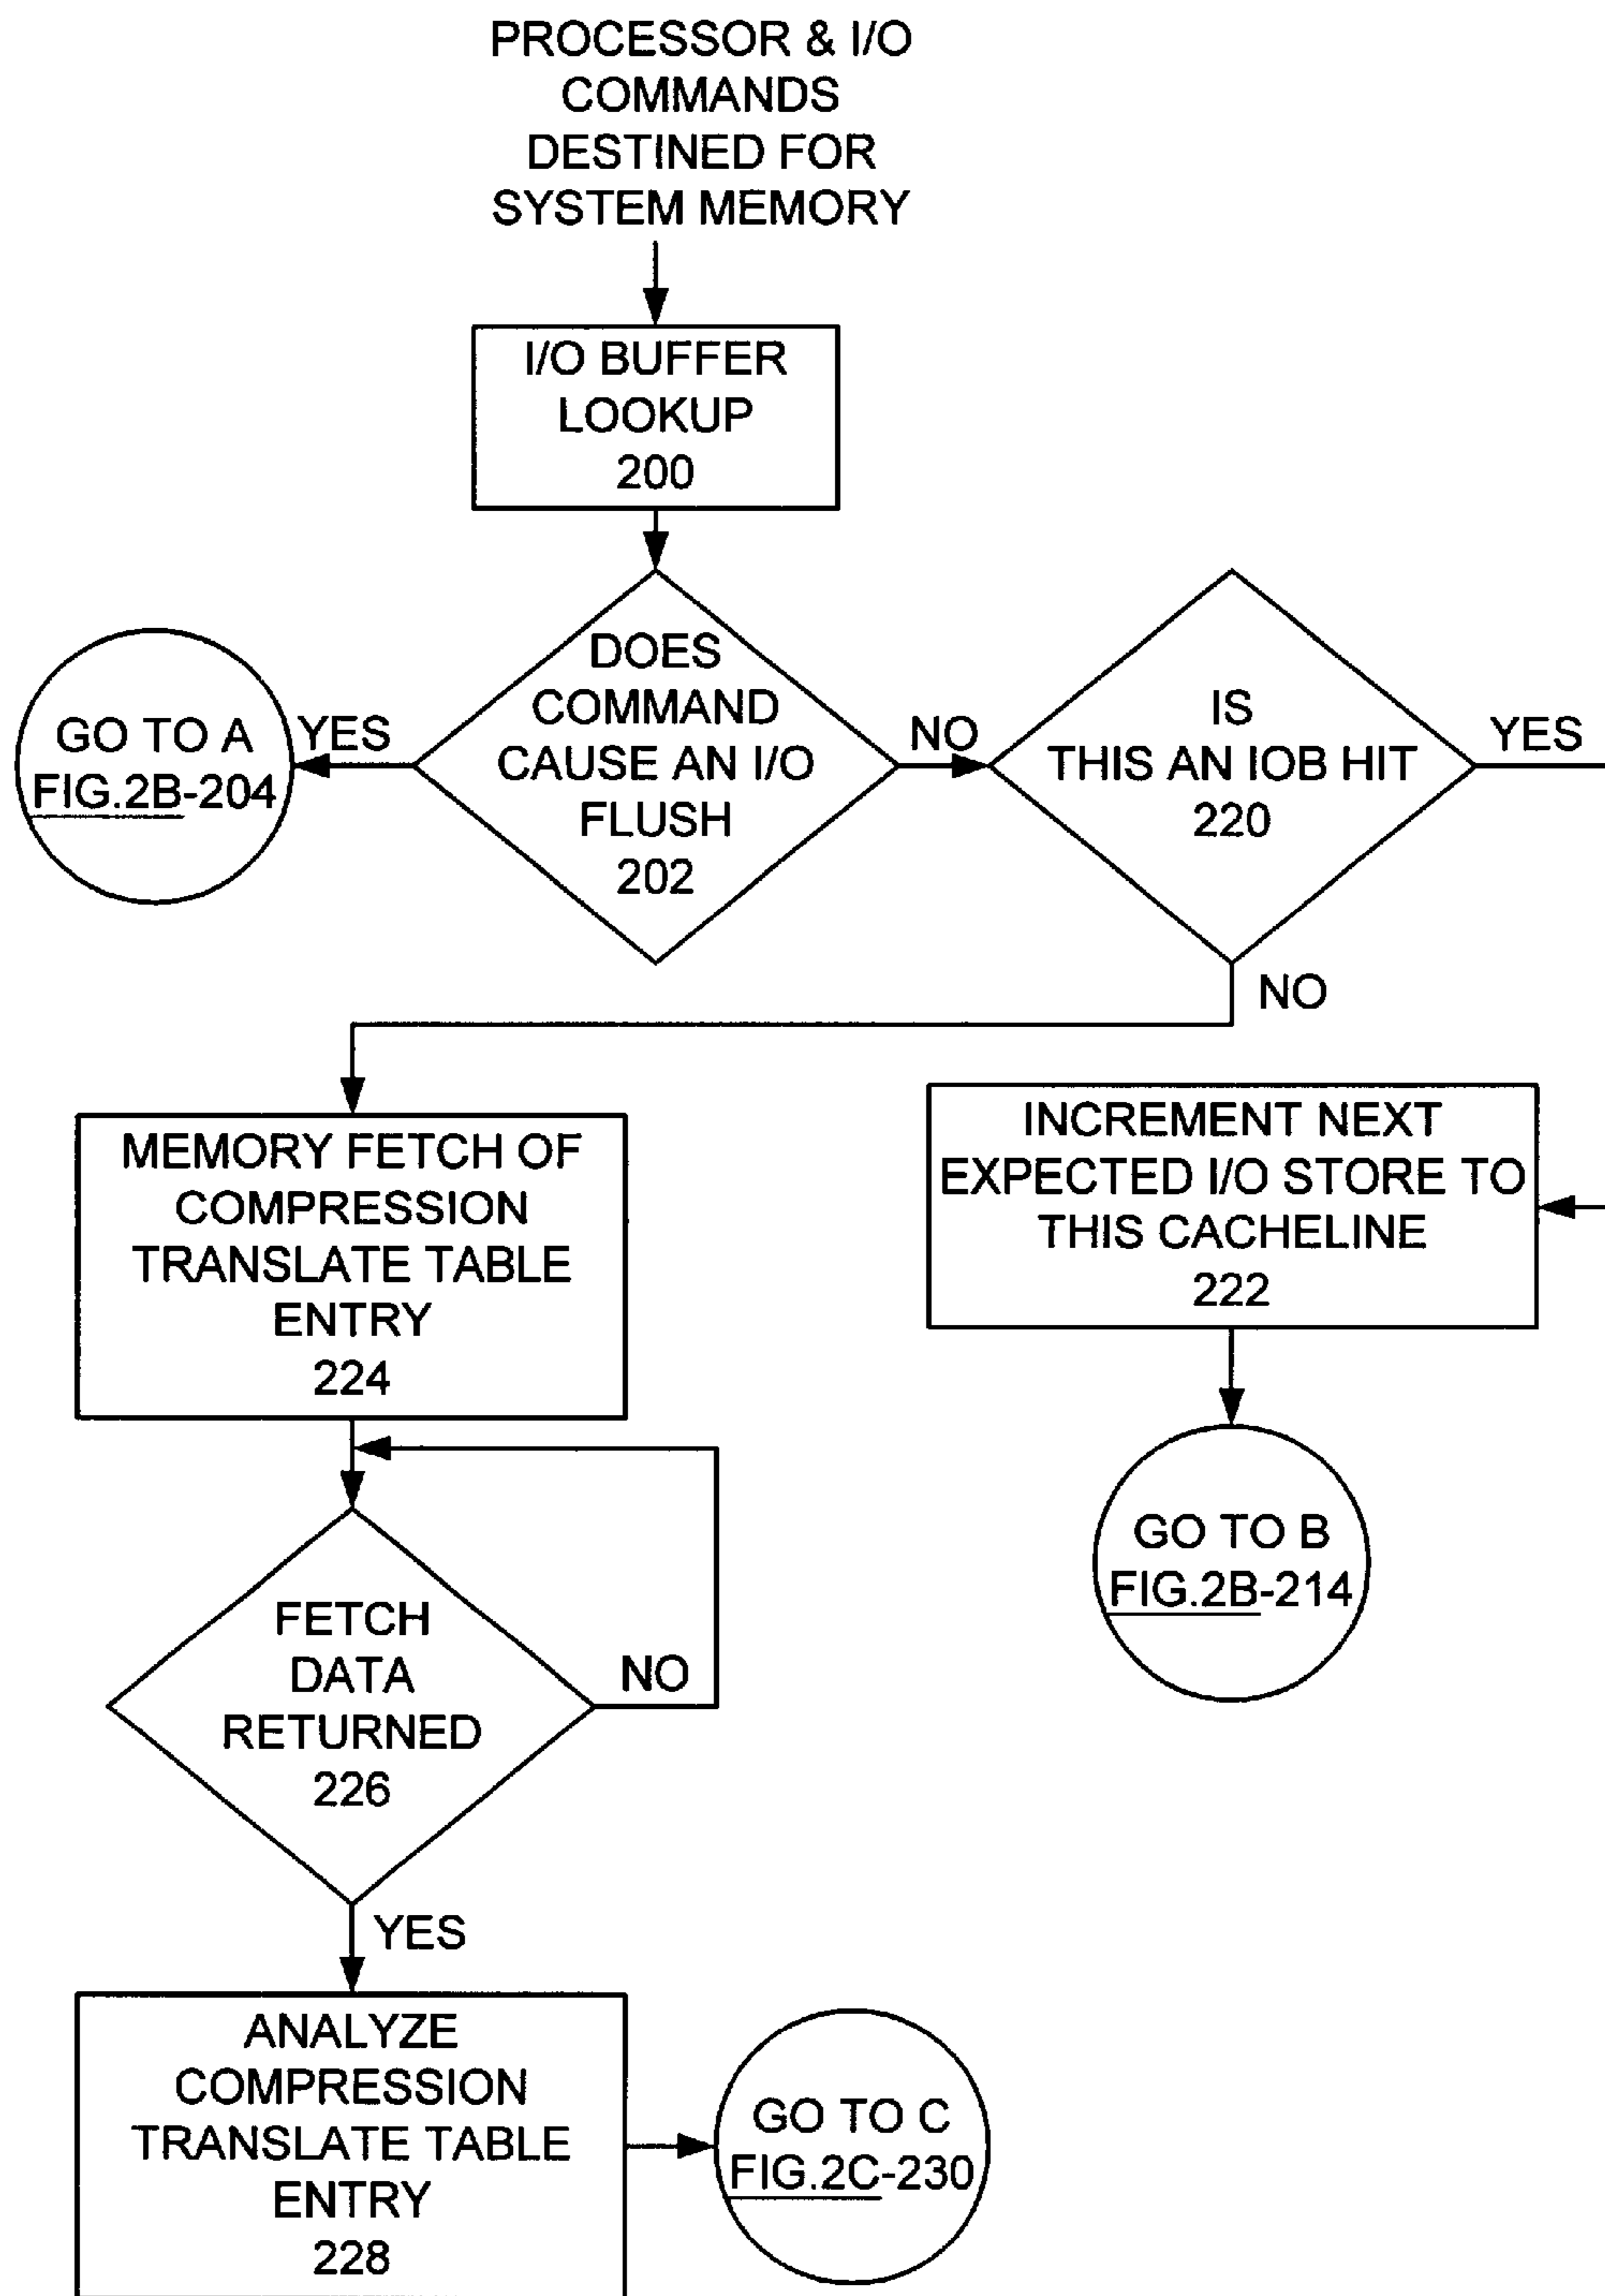 PROCESSOR & I/O
COMMANDS
DESTINED FOR
SYSTEM MEMORY
I/O BUFFER
LOOKUP
200
DOES
COMMAND
CAUSE AN I/O
FLUSH
202
YES
GO TO A
FIG.2B-204
NO
IS
THIS AN IOB HIT
220
YES
NO
INCREMENT NEXT
EXPECTED I/O STORE TO
THIS CACHELINE
222
GO TO B
FIG.2B-214
MEMORY FETCH OF
COMPRESSION
TRANSLATE TABLE
ENTRY
224
FETCH
DATA
RETURNED
226
NO
YES
ANALYZE
COMPRESSION
TRANSLATE TABLE
ENTRY
228
GO TO C
FIG.2C-230